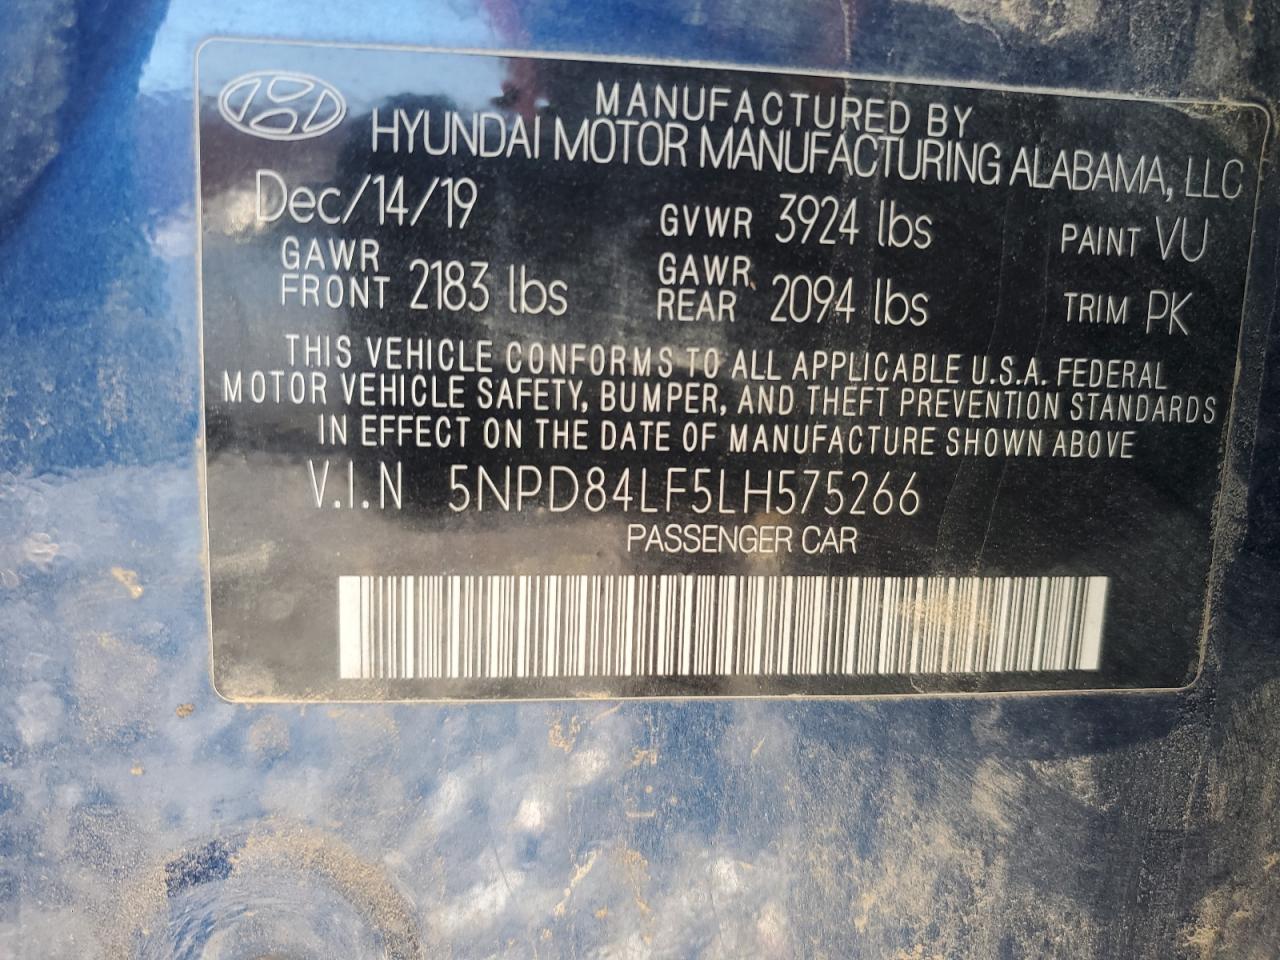 MANUFACTURED BY
HYUNDAI MOTOR MANUFACTURING ALABAMA, LLC
Dec/14/19 GVWR 3924 lbs PAINT VU
GAWR FRONT 2183 lbs GAWR REAR 2094 lbs TRIM PK
THIS VEHICLE CONFORMS TO ALL APPLICABLE U.S.A. FEDERAL
MOTOR VEHICLE SAFETY, BUMPER, AND THEFT PREVENTION STANDARDS
IN EFFECT ON THE DATE OF MANUFACTURE SHOWN ABOVE
V.I.N 5NPD84LF5LH575266
PASSENGER CAR